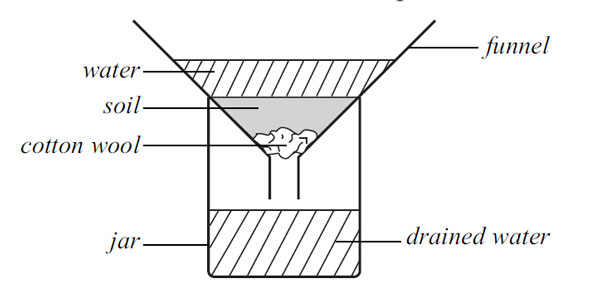 funnel
water
soil
cotton wool
jar
drained water